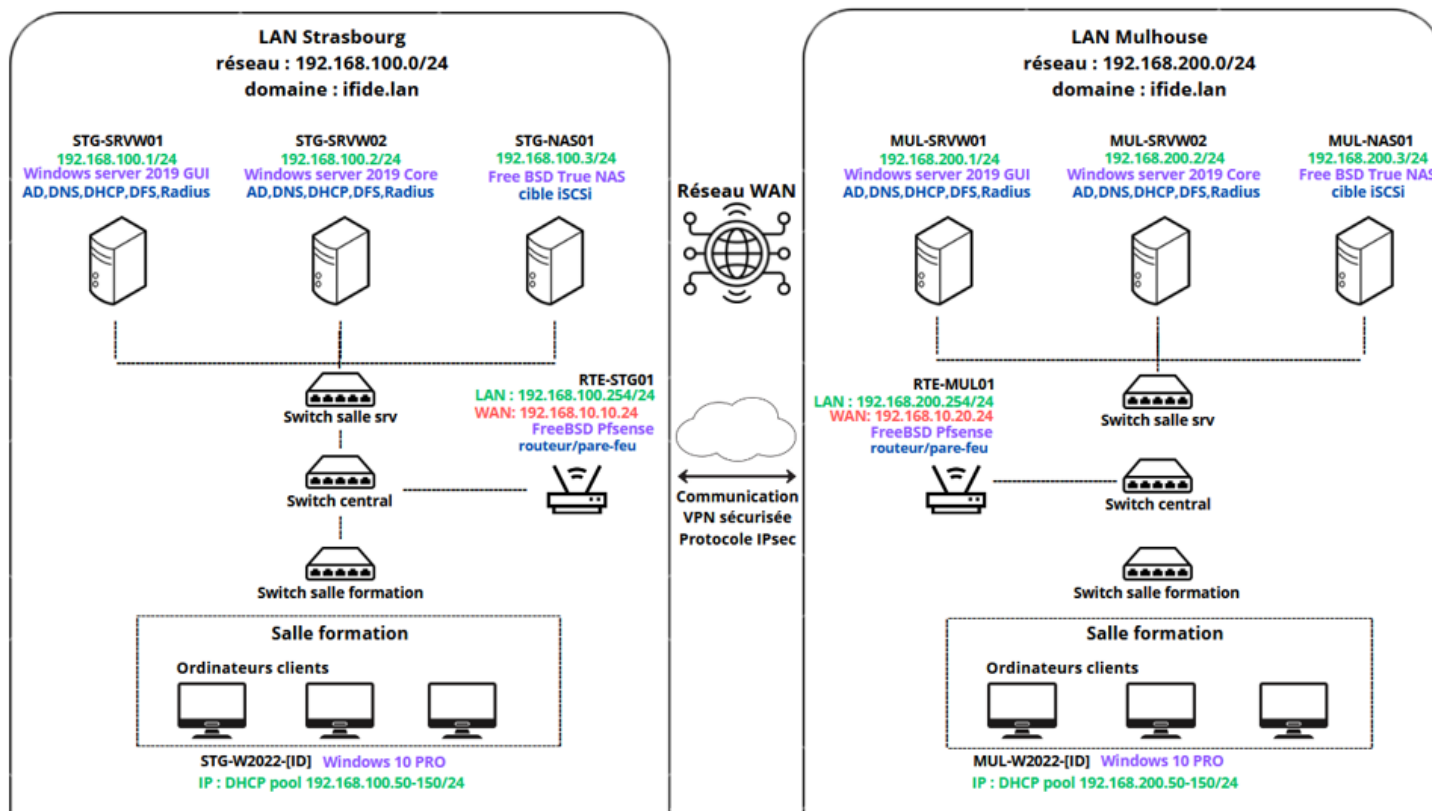 LAN Strasbourg
réseau : 192.168.100.0/24
domaine : ifide.lan
STG-SRVW01
192.168.100.1/24
Windows server 2019 GUI
AD,DNS,DHCP,DFS,Radius
STG-SRVW02
192.168.100.2/24
Windows server 2019 Core
AD,DNS,DHCP,DFS,Radius
STG-NAS01
192.168.100.3/24
Free BSD True NAS
cible iSCSi
Switch salle srv
RTE-STG01
LAN : 192.168.100.254/24
WAN: 192.168.10.10.24
FreeBSD Pfsense
routeur/pare-feu
Switch central
Switch salle formation
Salle formation
Ordinateurs clients
STG-W2022-[ID] Windows 10 PRO
IP : DHCP pool 192.168.100.50-150/24
Réseau WAN
Communication
VPN sécurisée
Protocole IPsec
LAN Mulhouse
réseau : 192.168.200.0/24
domaine : ifide.lan
MUL-SRVW01
192.168.200.1/24
Windows server 2019 GUI
AD,DNS,DHCP,DFS,Radius
MUL-SRVW02
192.168.200.2/24
Windows server 2019 Core
AD,DNS,DHCP,DFS,Radius
MUL-NAS01
192.168.200.3/24
Free BSD True NAS
cible iSCSi
RTE-MUL01
LAN : 192.168.200.254/24
WAN: 192.168.10.20.24
FreeBSD Pfsense
routeur/pare-feu
Switch salle srv
Switch central
Switch salle formation
Salle formation
Ordinateurs clients
MUL-W2022-[ID] Windows 10 PRO
IP : DHCP pool 192.168.200.50-150/24